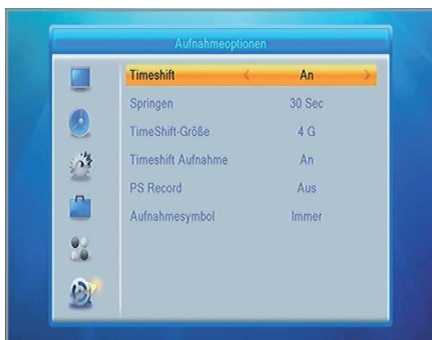 Aufnahmeoptionen
Timeshift An
Springen 30 Sec
TimeShift-Größe 4 G
Timeshift Aufnahme An
PS Record Aus
Aufnahmesymbol Immer